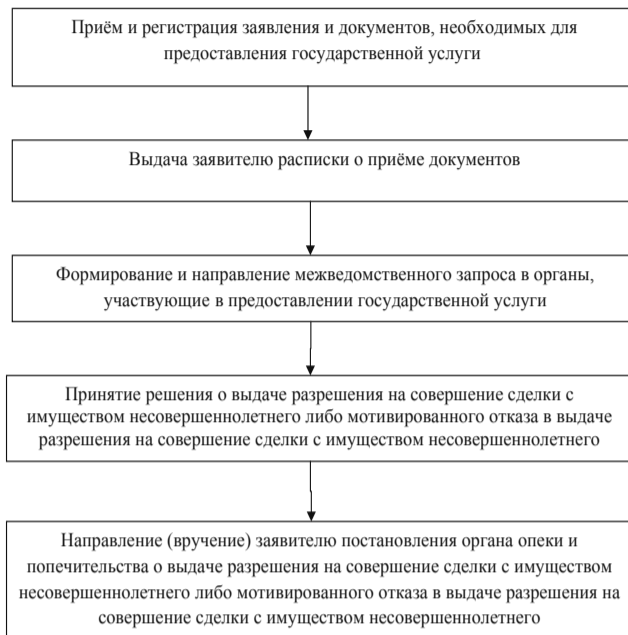 Приём и регистрация заявления и документов, необходимых для
предоставления государственной услуги
Выдача заявителю расписки о приёме документов
Формирование и направление межведомственного запроса в органы,
участвующие в предоставлении государственной услуги
Принятие решения о выдаче разрешения на совершение сделки с
имуществом несовершеннолетнего либо мотивированного отказа в выдаче
разрешения на совершение сделки с имуществом несовершеннолетнего
Направление (вручение) заявителю постановления органа опеки и
попечительства о выдаче разрешения на совершение сделки с имуществом
несовершеннолетнего либо мотивированного отказа в выдаче разрешения на
совершение сделки с имуществом несовершеннолетнего